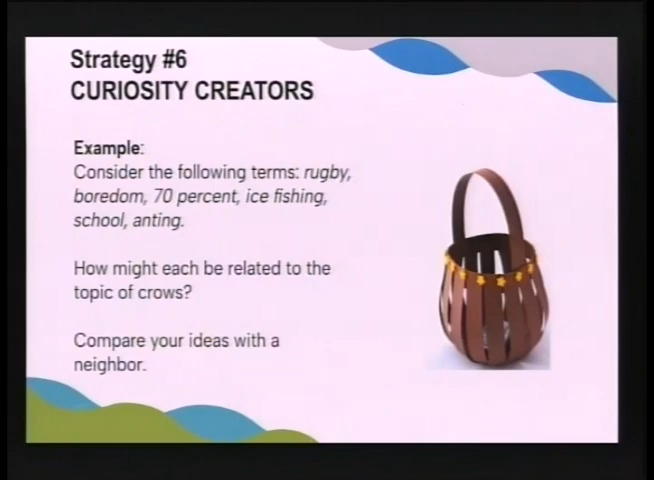 Strategy #6
CURIOSITY CREATORS
Example:
Consider the following terms: rugby,
boredom, 70 percent, ice fishing,
school, anting.
How might each be related to the
topic of crows?
Compare your ideas with a
neighbor.